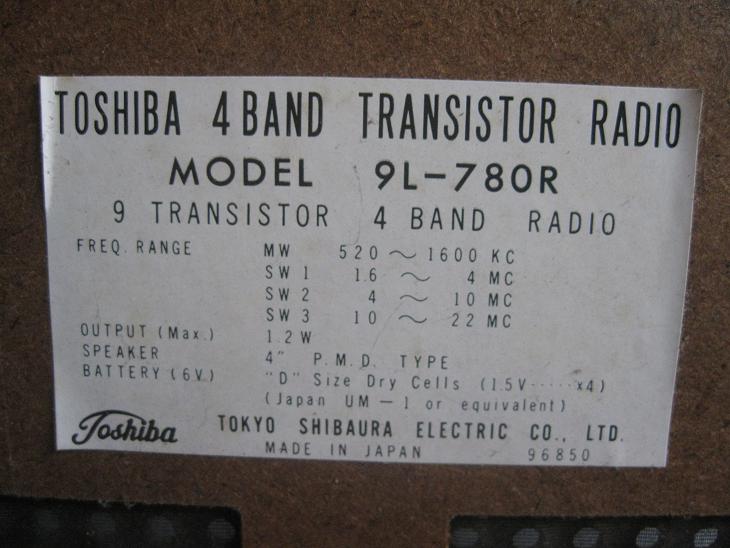 TOSHIBA 4 BAND TRANSISTOR RADIO
MODEL 9L-780R
9 TRANSISTOR 4 BAND RADIO
FREQ. RANGE MW 520 ~ 1600 KC
SW 1 1.6 ~ 4 MC
SW 2 4 ~ 10 MC
SW 3 10 ~ 22 MC
OUTPUT (Max.) 1.2 W
SPEAKER 4" P.M.D. TYPE
BATTERY (6V) "D" Size Dry Cells (1.5V·····x4)
(Japan UM-1 or equivalent)
Toshiba TOKYO SHIBAURA ELECTRIC CO., LTD.
MADE IN JAPAN 96850